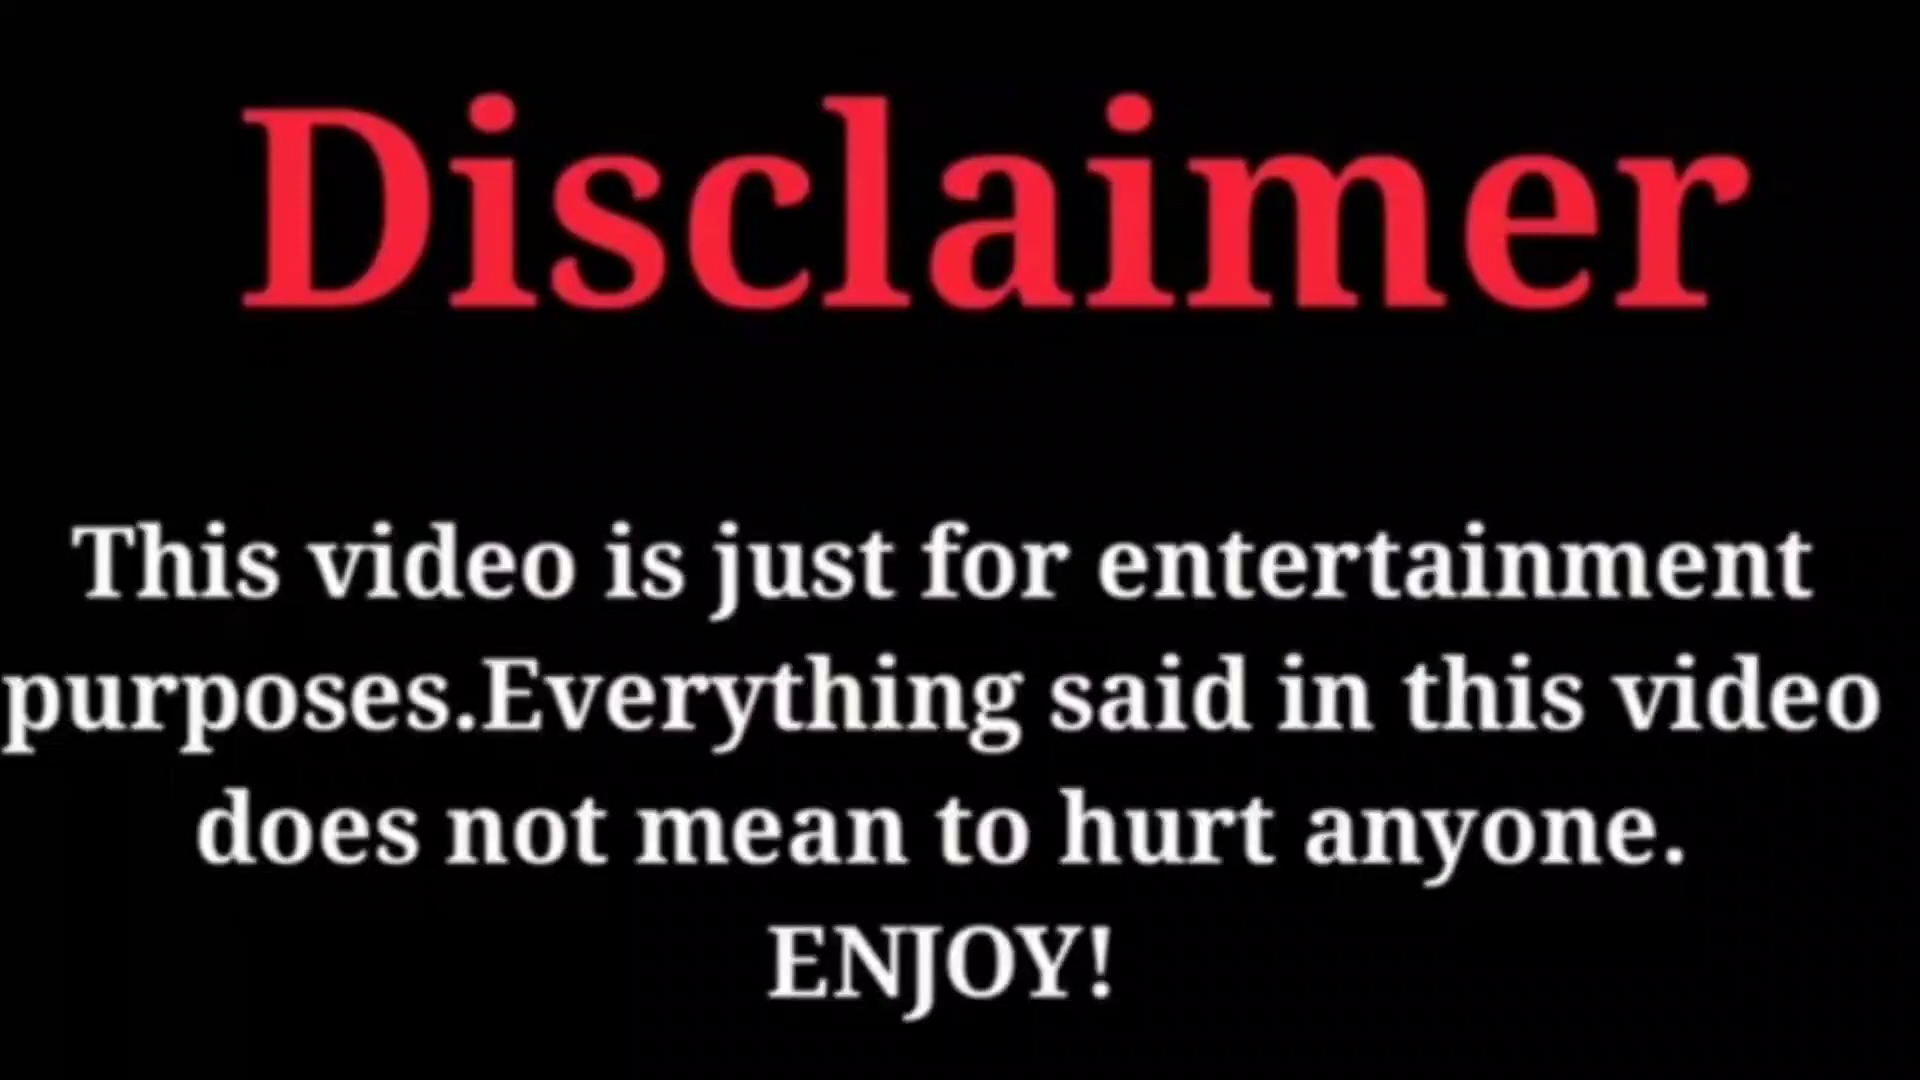 Disclaimer
This video is just for entertainment
purposes.Everything said in this video
does not mean to hurt anyone.
ENJOY!